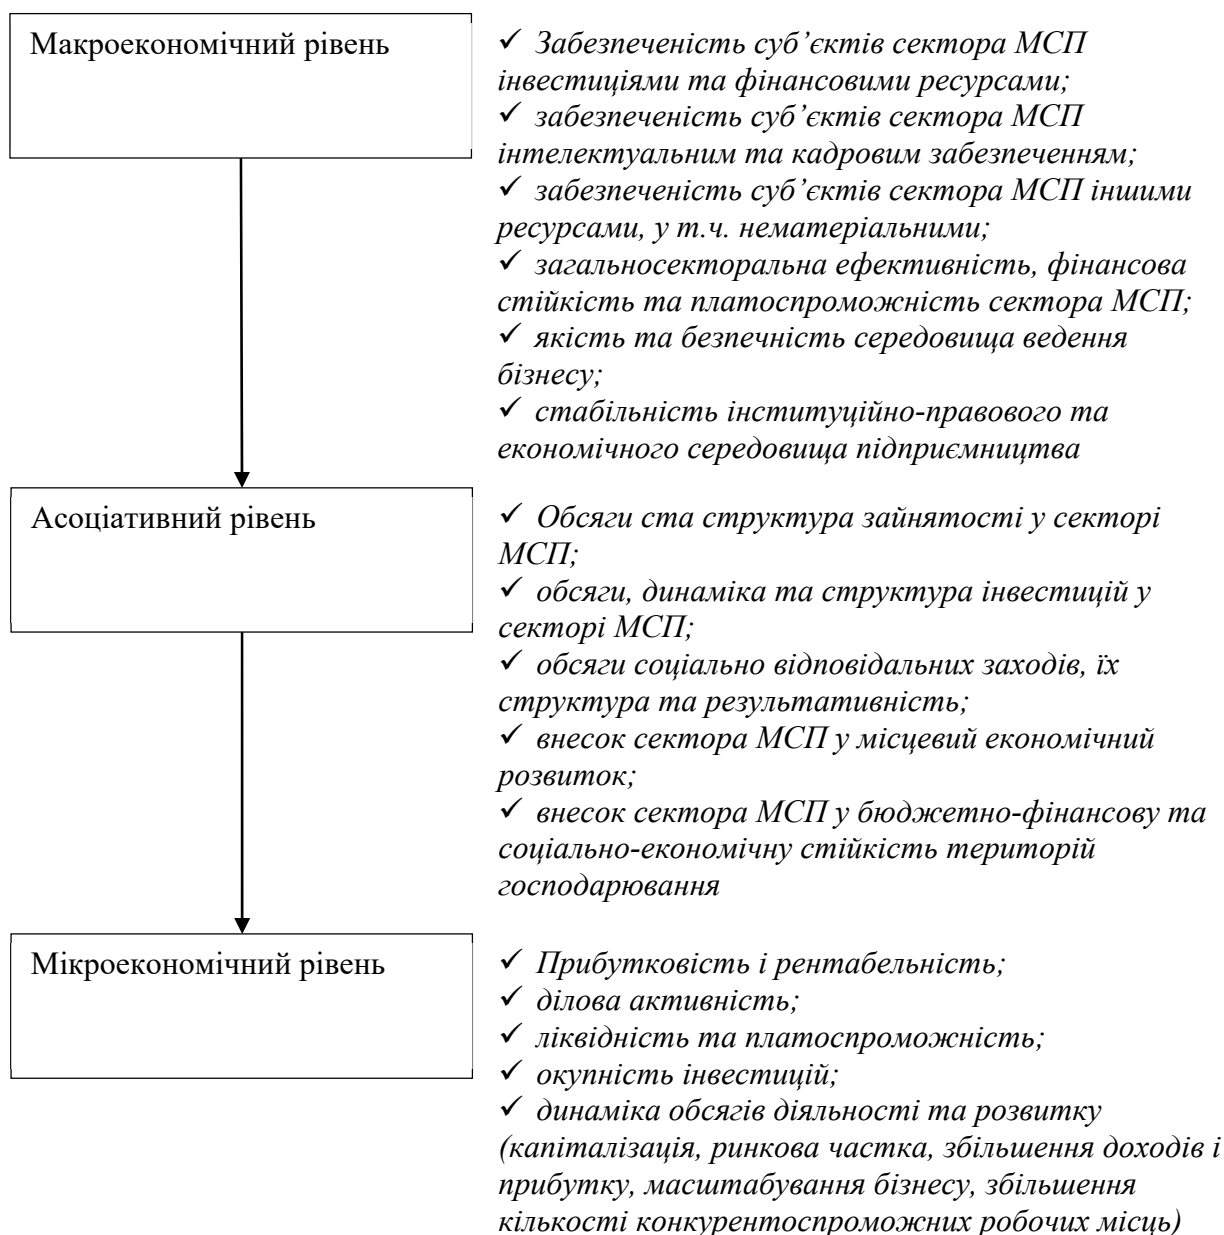 Макроекономічний рівень
✓ Забезпеченість суб’єктів сектора МСП
інвестиціями та фінансовими ресурсами;
✓ забезпеченість суб’єктів сектора МСП
інтелектуальним та кадровим забезпеченням;
✓ забезпеченість суб’єктів сектора МСП іншими
ресурсами, у т.ч. нематеріальними;
✓ загальносекторальна ефективність, фінансова
стійкість та платоспроможність сектора МСП;
✓ якість та безпечність середовища ведення
бізнесу;
✓ стабільність інституційно-правового та
економічного середовища підприємництва
Асоціативний рівень
✓ Обсяги ста структура зайнятості у секторі
МСП;
✓ обсяги, динаміка та структура інвестицій у
секторі МСП;
✓ обсяги соціально відповідальних заходів, їх
структура та результативність;
✓ внесок сектора МСП у місцевий економічний
розвиток;
✓ внесок сектора МСП у бюджетно-фінансову та
соціально-економічну стійкість територій
господарювання
Мікроекономічний рівень
✓ Прибутковість і рентабельність;
✓ ділова активність;
✓ ліквідність та платоспроможність;
✓ окупність інвестицій;
✓ динаміка обсягів діяльності та розвитку
(капіталізація, ринкова частка, збільшення доходів і
прибутку, масштабування бізнесу, збільшення
кількості конкурентоспроможних робочих місць)